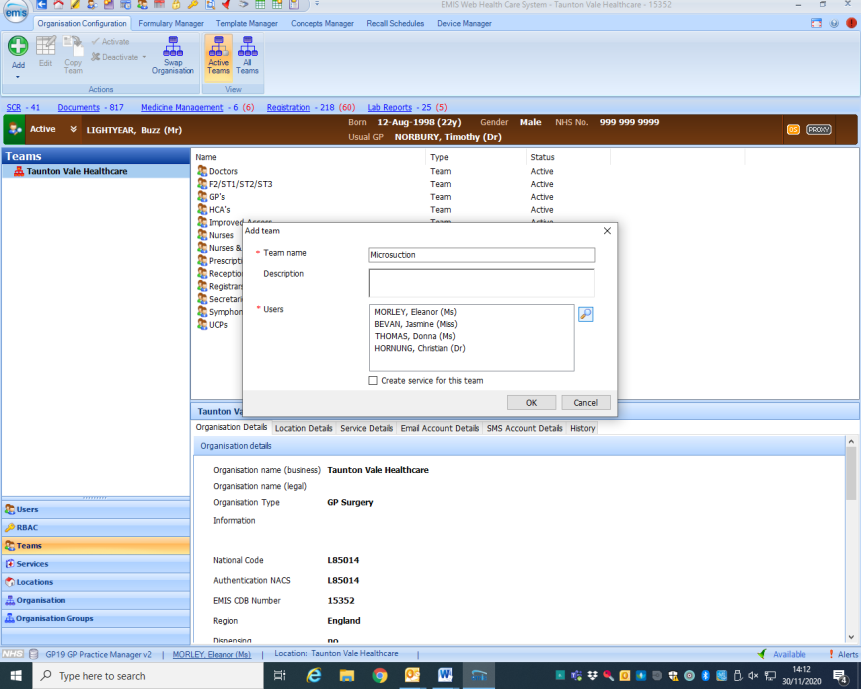 EMIS Web Health Care System - Taunton Vale Healthcare - 15352
emis
Organisation Configuration Formulary Manager Template Manager Concepts Manager Recall Schedules Device Manager
Add Edit Copy Team Activate Deactivate Swap Organisation Active Teams All Teams
Actions View
SCR - 41 Documents - 817 Medicine Management - 6 (6) Registration - 218 (60) Lab Reports - 25 (5)
Active LIGHTYEAR, Buzz (Mr) Born 12-Aug-1998 (22y) Gender Male NHS No. 999 999 9999 OS PROXY
Usual GP NORBURY, Timothy (Dr)
Teams
Taunton Vale Healthcare
Name Type Status
Doctors Team Active
F2/ST1/ST2/ST3 Team Active
GP's Team Active
HCA's Team Active
Improved Access Team Active
Nurses
Nurses &
Prescripti
Receptio
Registrars
Secretari
Symphon
UCPs
Add team
* Team name Microsuction
Description
* Users
MORLEY, Eleanor (Ms)
BEVAN, Jasmine (Miss)
THOMAS, Donna (Ms)
HORNUNG, Christian (Dr)
Create service for this team
OK Cancel
Taunton Va
Organisation Details Location Details Service Details Email Account Details SMS Account Details History
Organisation details
Organisation name (business) Taunton Vale Healthcare
Organisation name (legal)
Organisation Type GP Surgery
Information
National Code L85014
Authentication NACS L85014
EMIS CDB Number 15352
Region England
Dispensing no
Users
RBAC
Teams
Services
Locations
Organisation
Organisation Groups
NHS GP19 GP Practice Manager v2 | MORLEY, Eleanor (Ms) | Location: Taunton Vale Healthcare | Available Alerts
Type here to search
14:12
30/11/2020